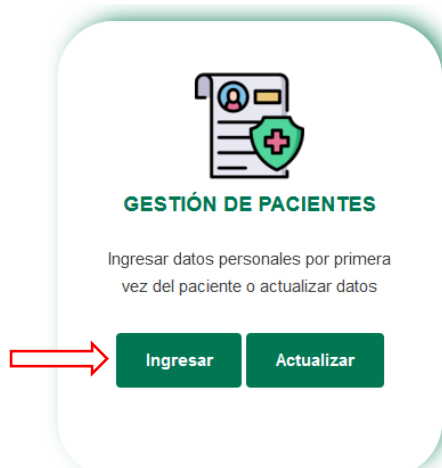 GESTIÓN DE PACIENTES
Ingresar datos personales por primera
vez del paciente o actualizar datos
Ingresar Actualizar